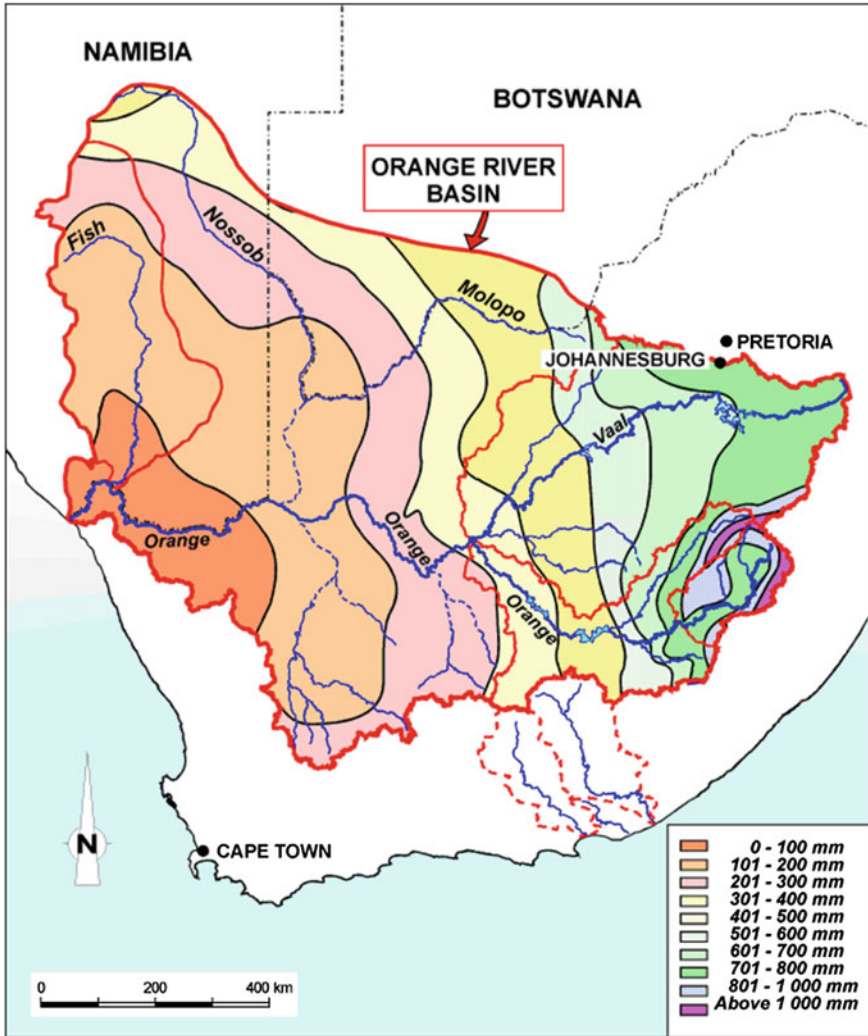 NAMIBIA
BOTSWANA
ORANGE RIVER
BASIN
Fish
Nossob
Molopo
PRETORIA
JOHANNESBURG
Vaal
Orange
Orange
Orange
N
CAPE TOWN
0 - 100 mm
101 - 200 mm
201 - 300 mm
301 - 400 mm
401 - 500 mm
501 - 600 mm
601 - 700 mm
701 - 800 mm
801 - 1 000 mm
Above 1 000 mm
0 200 400 km